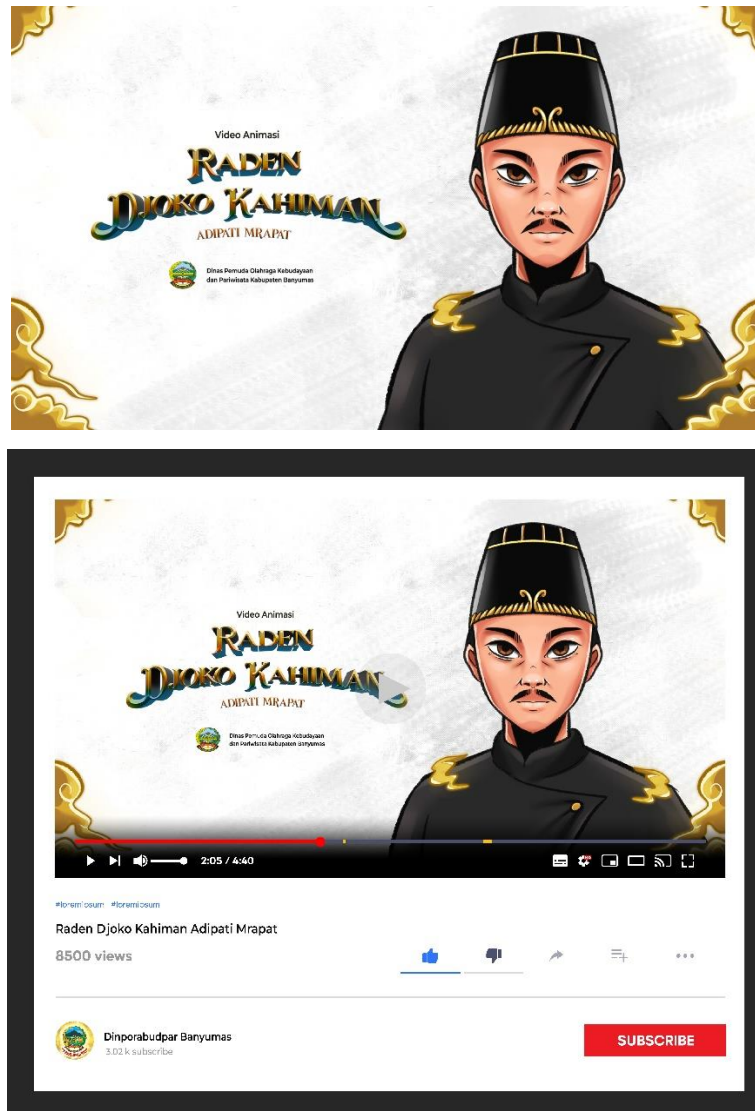 Video Animasi
RADEN
DJOKO KAHIMAN
ADIPATI MRAPAT
Dinas Pemuda Olahraga Kebudayaan
dan Pariwisata Kabupaten Banyumas
Video Animasi
RADEN
DJOKO KAHIMAN
ADIPATI MRAPAT
Dinas Pemuda Olahraga Kebudayaan
dan Pariwisata Kabupaten Banyumas
2:05 / 4:40
#loremiosum #loremiosum
Raden Djoko Kahiman Adipati Mrapat
8500 views
Dinporabudpar Banyumas
3.02 k subscribe
SUBSCRIBE